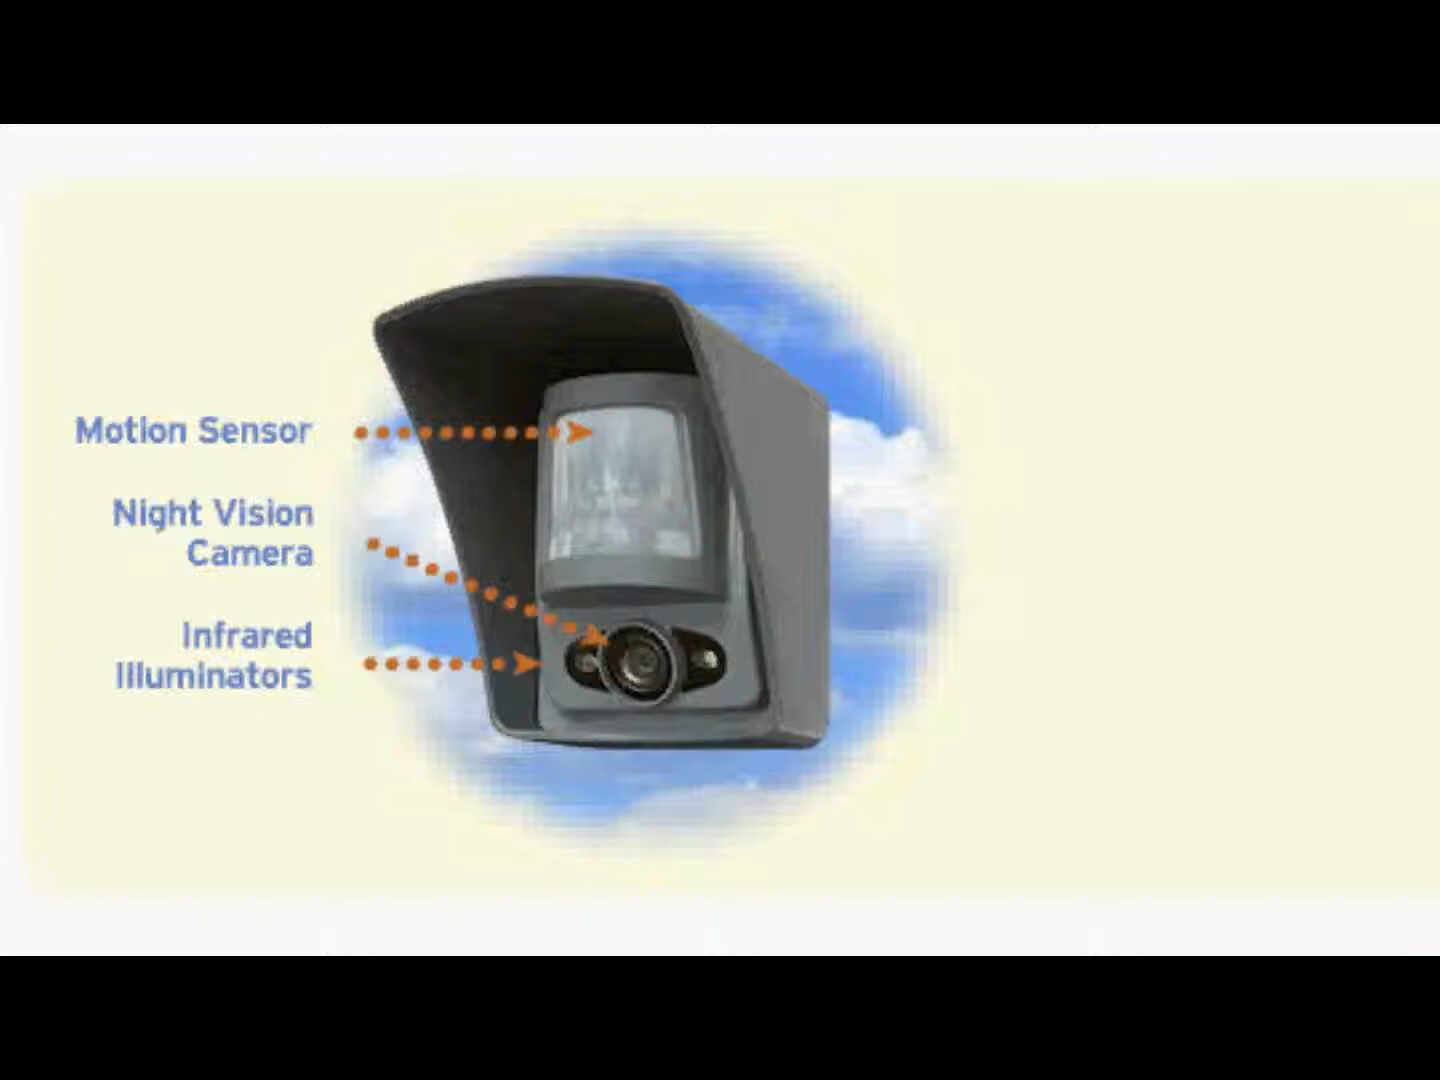 Motion Sensor
Night Vision
Camera
Infrared
Illuminators